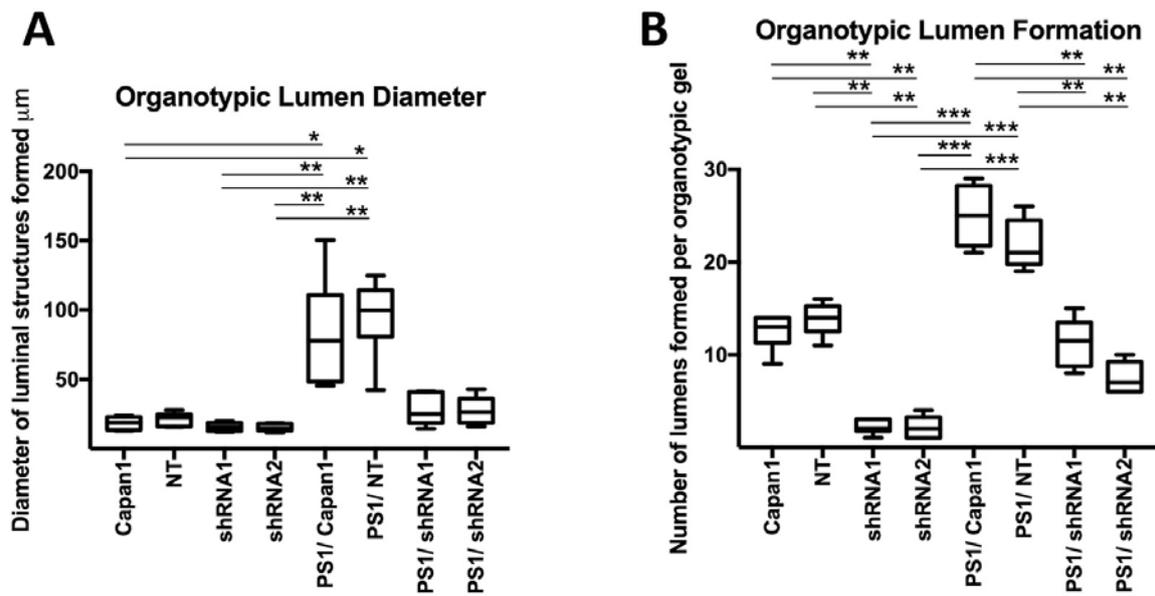 A
Organotypic Lumen Diameter
Diameter of luminal structures formed μm
*
*
**
**
**
**
200
150
100
50
Capan1
NT
shRNA1
shRNA2
PS1/ Capan1
PS1/ NT
PS1/ shRNA1
PS1/ shRNA2
B
Organotypic Lumen Formation
Number of lumens formed per organotypic gel
**
**
**
**
**
**
**
**
***
***
***
***
30
20
10
Capan1
NT
shRNA1
shRNA2
PS1/ Capan1
PS1/ NT
PS1/ shRNA1
PS1/ shRNA2